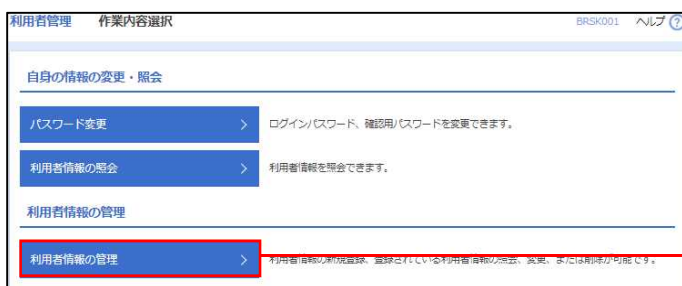 利用者管理 作業内容選択 BRSK001 ヘルプ ?
自身の情報の変更・照会
パスワード変更 > ログインパスワード、確認用パスワードを変更できます。
利用者情報の照会 > 利用者情報を照会できます。
利用者情報の管理
利用者情報の管理 > 利用者情報の新規登録、登録されている利用者情報の照会、変更、または削除が可能です。